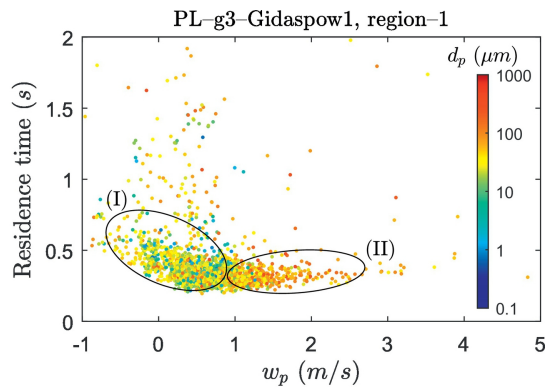 PL–g3–Gidaspow1, region–1
2
1.5
1
0.5
0
Residence time (s)
-1
0
1
2
3
4
5
w_p (m/s)
(I)
(II)
d_p (μm)
1000
100
10
1
0.1